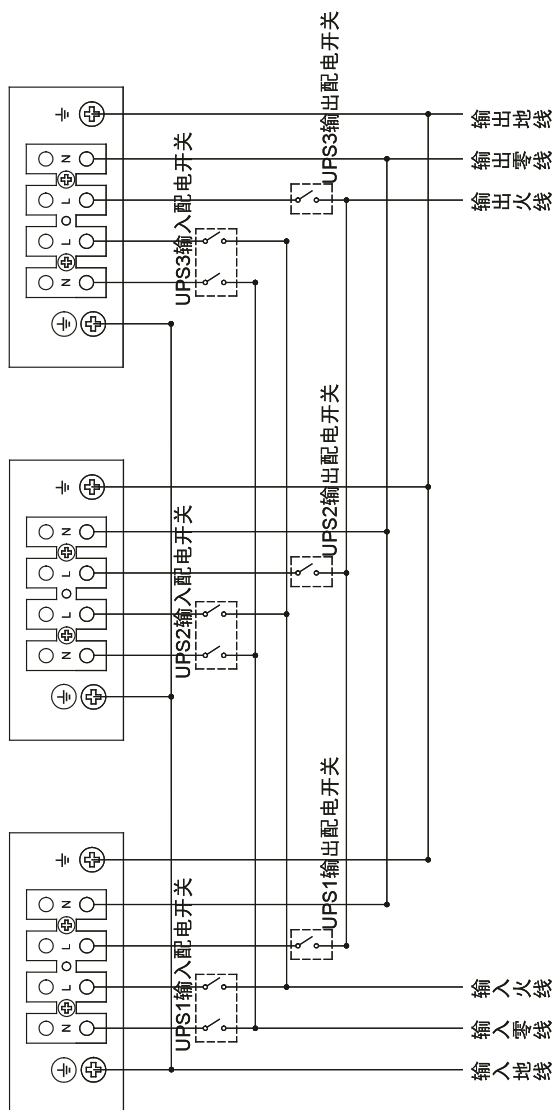 N L L N
N L L N
N L L N
UPS1输入配电开关
UPS2输入配电开关
UPS3输入配电开关
UPS1输出配电开关
UPS2输出配电开关
UPS3输出配电开关
输入地线
输入零线
输入火线
输出火线
输出零线
输出地线